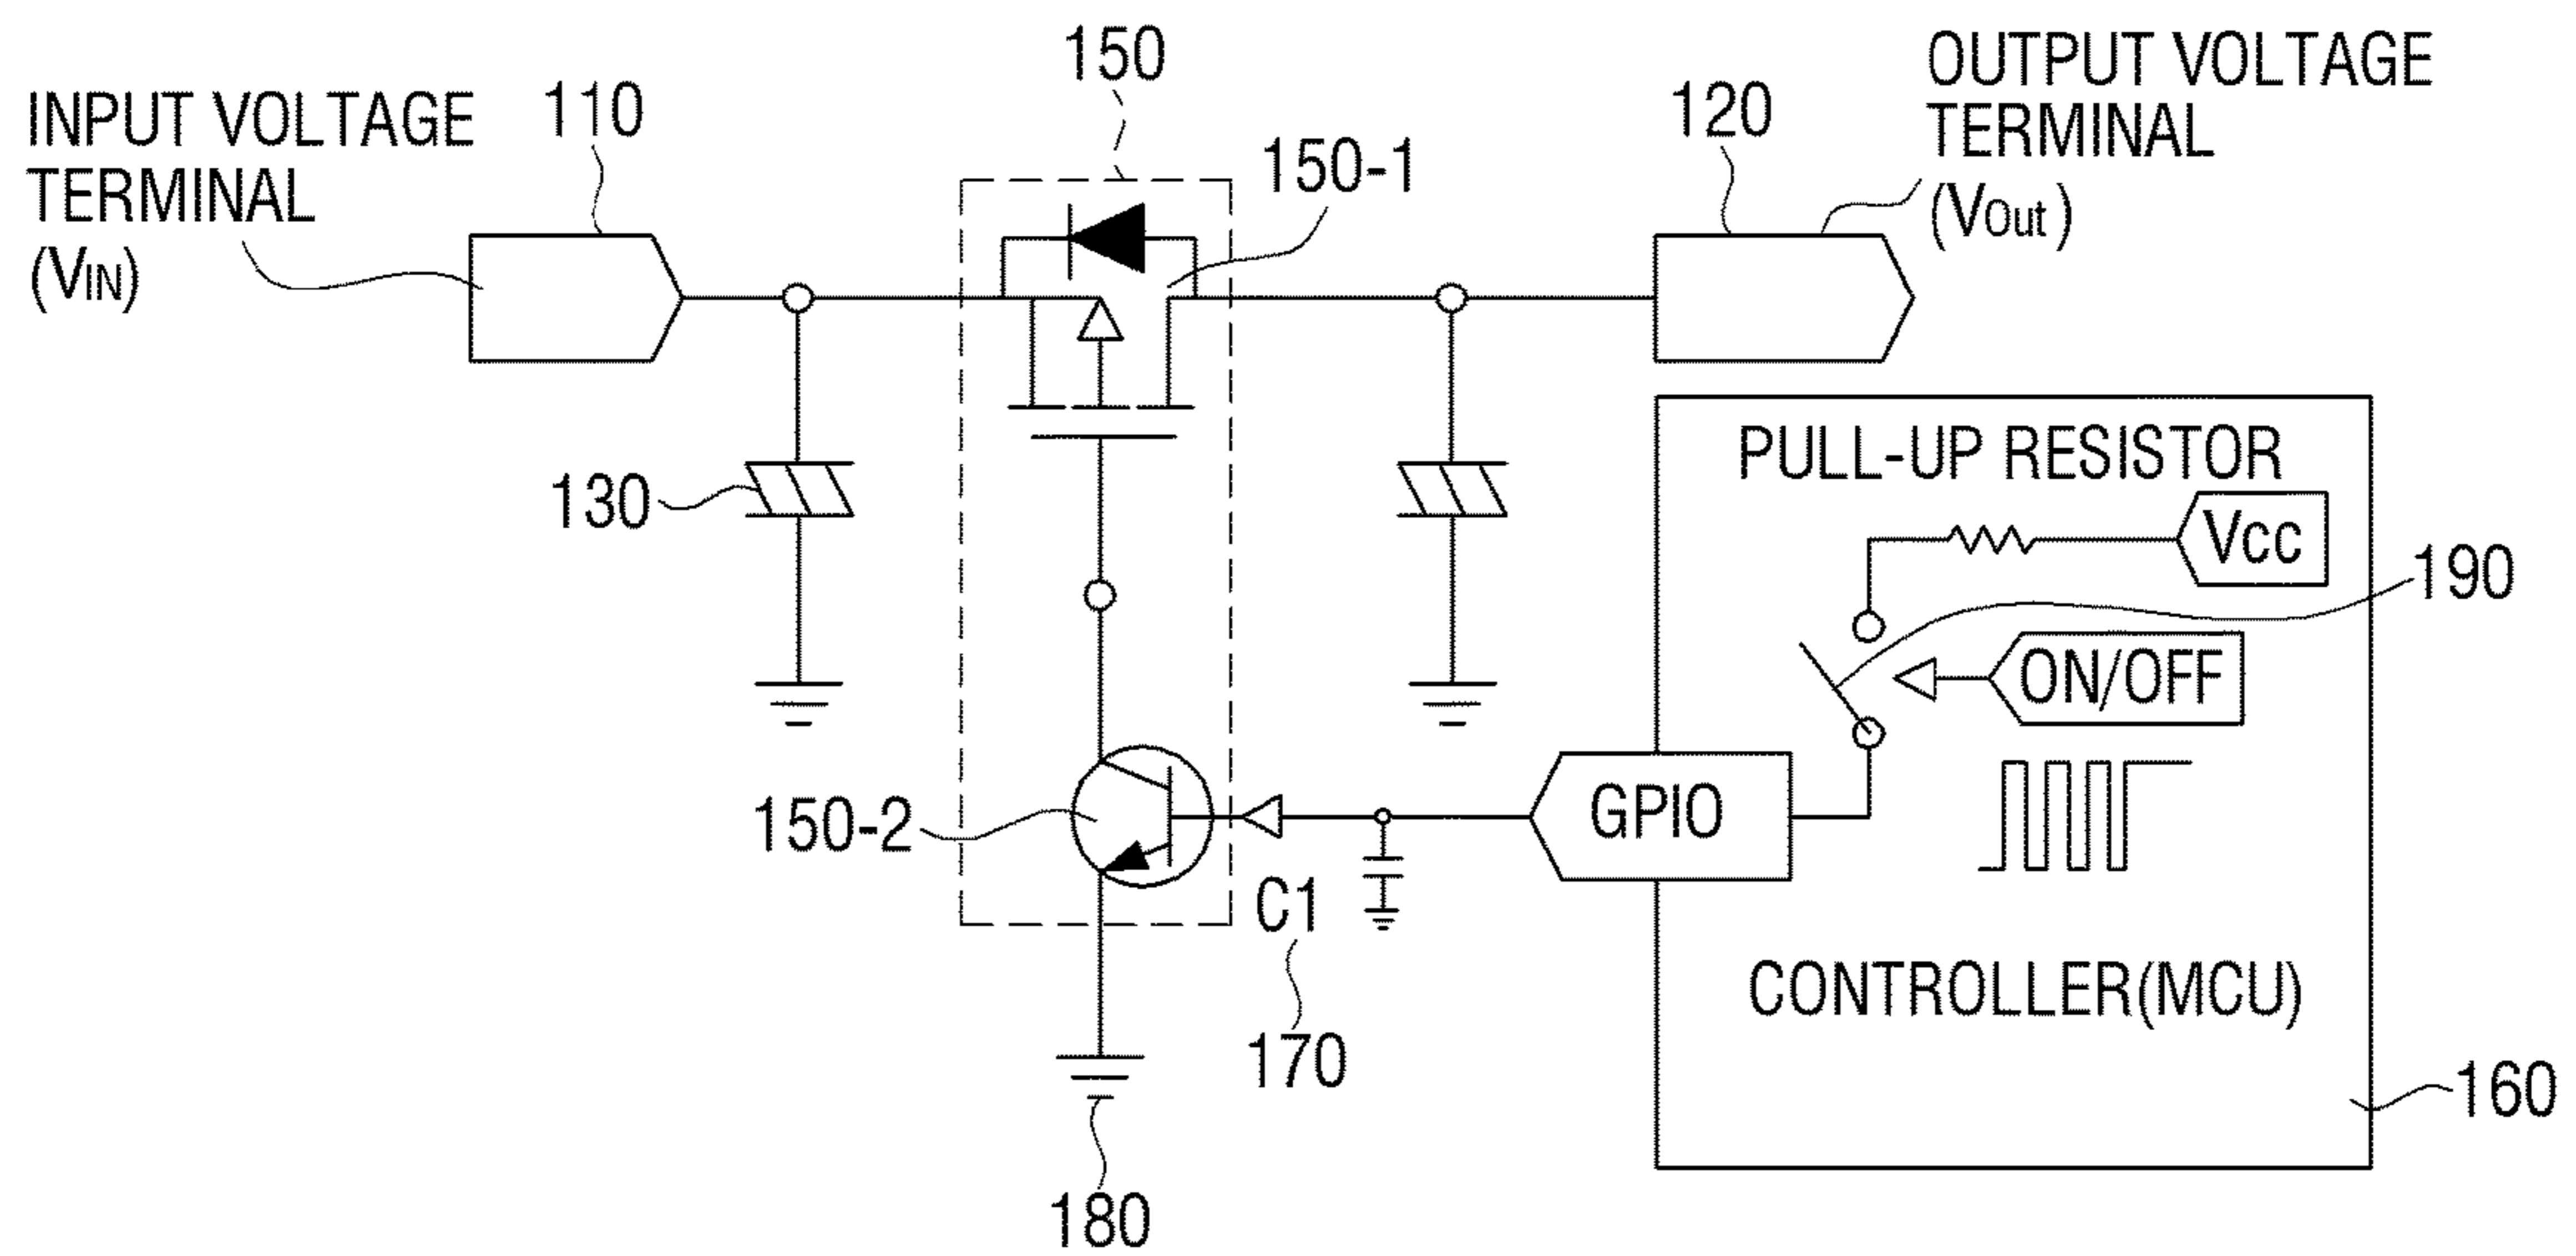 150
INPUT VOLTAGE
TERMINAL
(VIN)
110
150-1
120
OUTPUT VOLTAGE
TERMINAL
(VOut)
130
PULL-UP RESISTOR
Vcc
190
ON/OFF
150-2
GPIO
C1
170
CONTROLLER(MCU)
160
180